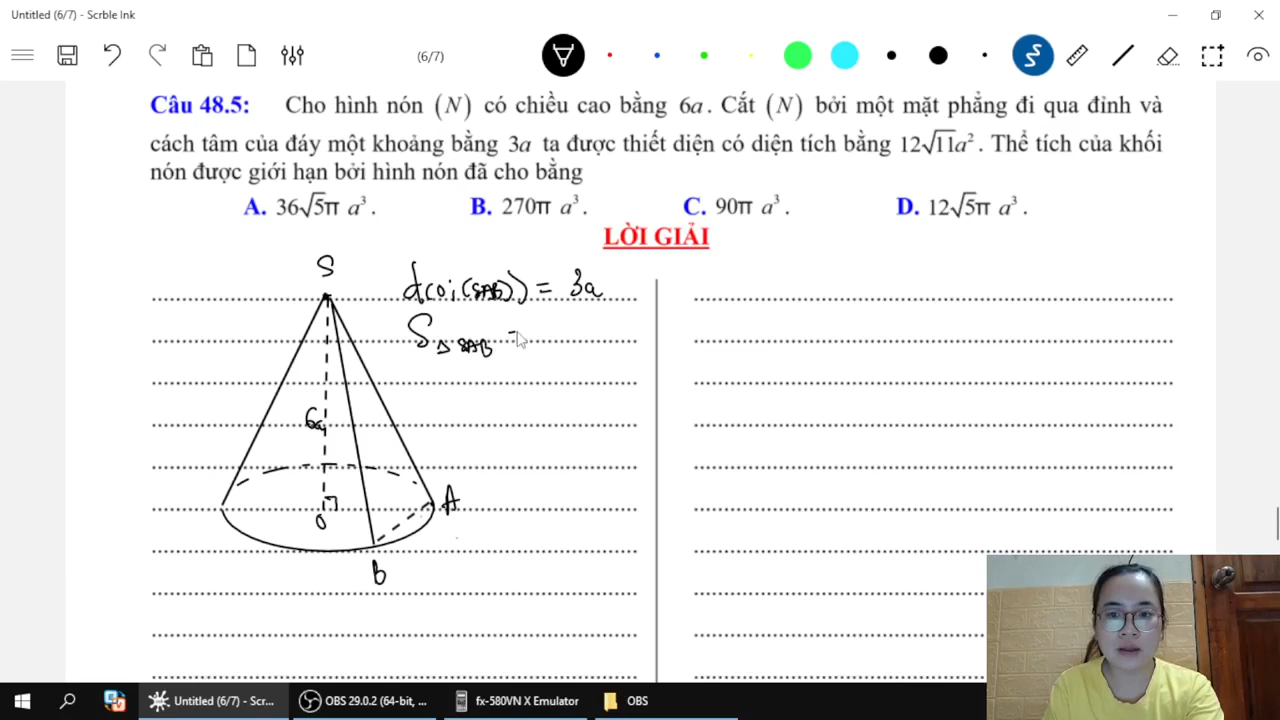 Untitled (6/7) - Scrble Ink
(6/7)
Câu 48.5: Cho hình nón (N) có chiều cao bằng 6a. Cắt (N) bởi một mặt phẳng đi qua đỉnh và
cách tâm của đáy một khoảng bằng 3a ta được thiết diện có diện tích bằng 12√11a². Thể tích của khối
nón được giới hạn bởi hình nón đã cho bằng
A. 36√5π a³. B. 270π a³. C. 90π a³. D. 12√5π a³.
LỜI GIẢI
S
d(O;(SAB)) = 3a
S△SAB =
6a
O
A
B
Untitled (6/7) - Scr...
OBS 29.0.2 (64-bit, ...
fx-580VN X Emulator
OBS